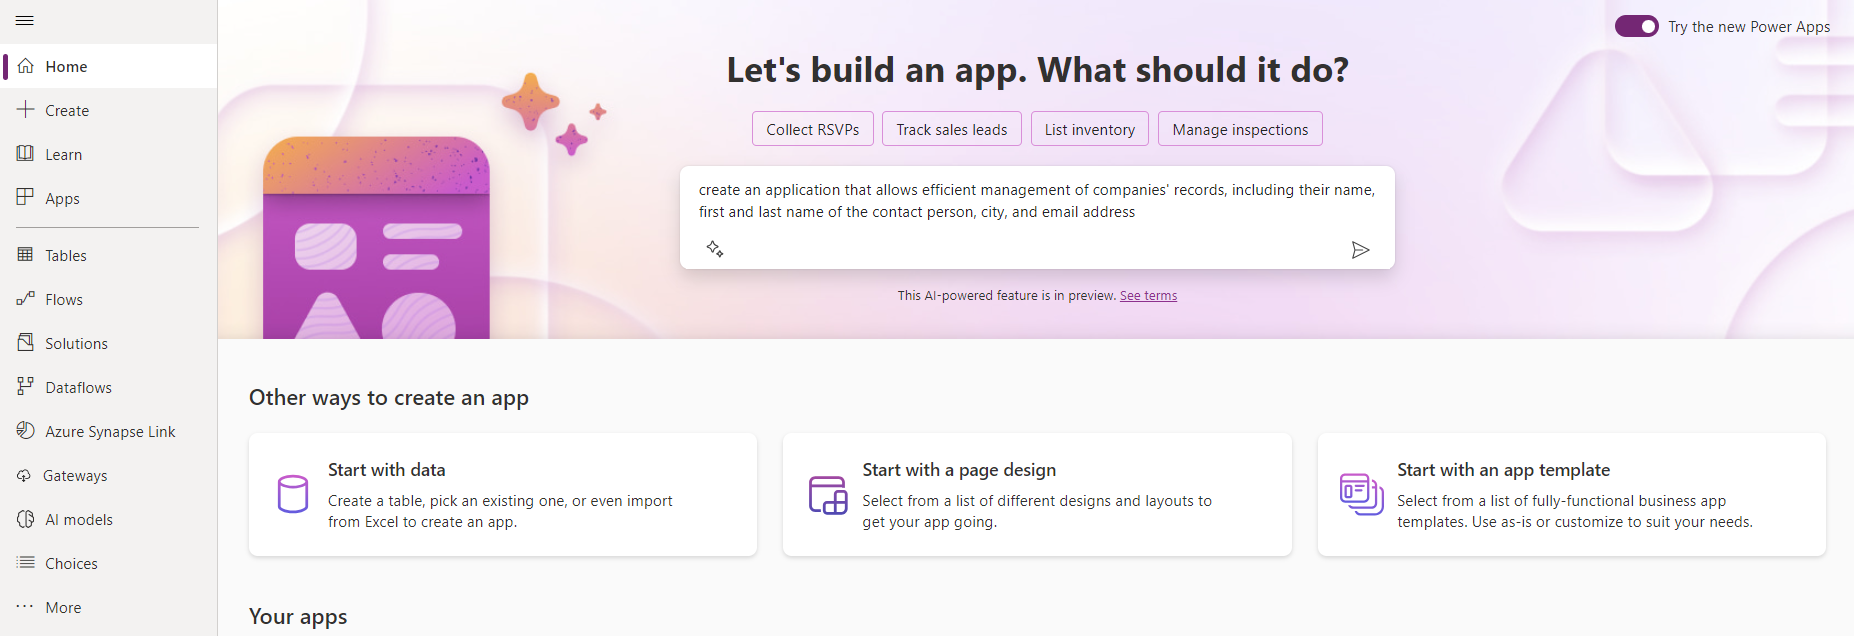 Home
Create
Learn
Apps
Tables
Flows
Solutions
Dataflows
Azure Synapse Link
Gateways
AI models
Choices
More
Try the new Power Apps
Let's build an app. What should it do?
Collect RSVPs
Track sales leads
List inventory
Manage inspections
create an application that allows efficient management of companies' records, including their name,
first and last name of the contact person, city, and email address
This AI-powered feature is in preview. See terms
Other ways to create an app
Start with data
Create a table, pick an existing one, or even import
from Excel to create an app.
Start with a page design
Select from a list of different designs and layouts to
get your app going.
Start with an app template
Select from a list of fully-functional business app
templates. Use as-is or customize to suit your needs.
Your apps